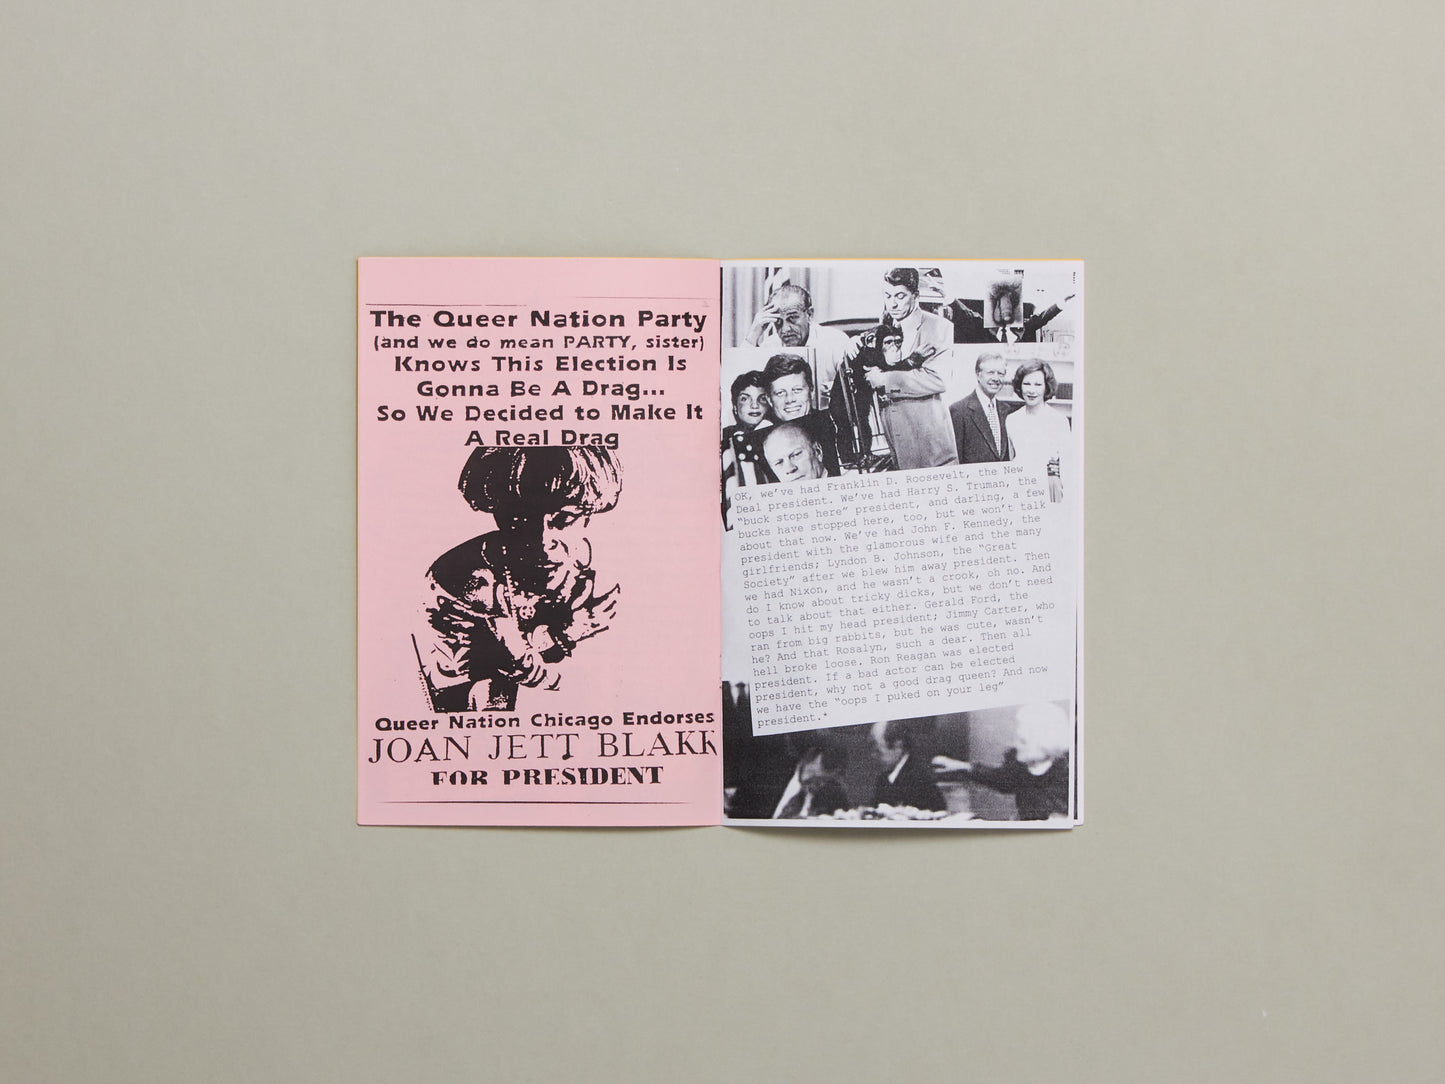 The Queer Nation Party
(and we do mean PARTY, sister)
Knows This Election Is
Gonna Be A Drag...
So We Decided to Make It
A Real Drag
Queer Nation Chicago Endorses
JOAN JETT BLAKK
FOR PRESIDENT
OK, we've had Franklin D. Roosevelt, the New
Deal president. We've had Harry S. Truman, the
"buck stops here" president, and darling, a few
bucks have stopped here, too, but we won't talk
about that now. We've had John F. Kennedy, the
president with the glamorous wife and the many
girlfriends; Lyndon B. Johnson, the "Great
Society" after we blew him away president. Then
we had Nixon, and he wasn't a crook, oh no. And
do I know about tricky dicks, but we don't need
to talk about that either. Gerald Ford, the
oops I hit my head president; Jimmy Carter, who
ran from big rabbits, but he was cute, wasn't
he? And that Rosalyn, such a dear. Then all
hell broke loose. Ron Reagan was elected
president. If a bad actor can be elected
president, why not a good drag queen? And now
we have the "oops I puked on your leg"
president.*